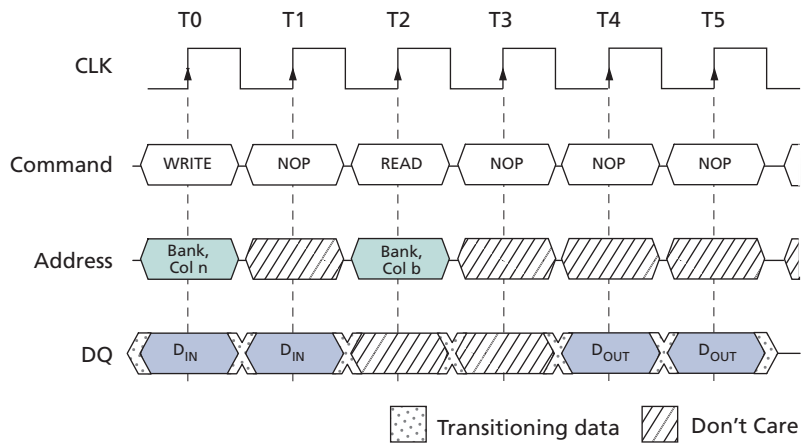 T0 T1 T2 T3 T4 T5
CLK
Command WRITE NOP READ NOP NOP NOP
Address Bank, Col n Bank, Col b
DQ DIN DIN DOUT DOUT
Transitioning data Don't Care